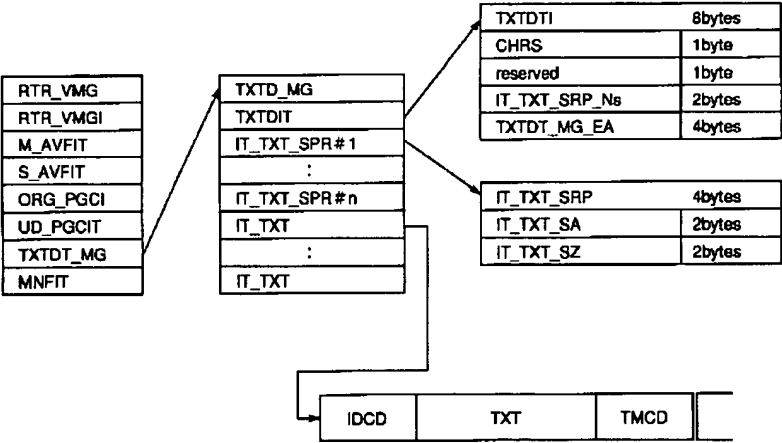 RTR_VMG
RTR_VMGI
M_AVFIT
S_AVFIT
ORG_PGCI
UD_PGCIT
TXTDT_MG
MNFIT
TXTD_MG
TXTDIT
IT_TXT_SPR#1
:
IT_TXT_SPR#n
IT_TXT
:
IT_TXT
TXTDTI 8bytes
CHRS 1byte
reserved 1byte
IT_TXT_SRP_Ns 2bytes
TXTDT_MG_EA 4bytes
IT_TXT_SRP 4bytes
IT_TXT_SA 2bytes
IT_TXT_SZ 2bytes
IDCD TXT TMCD